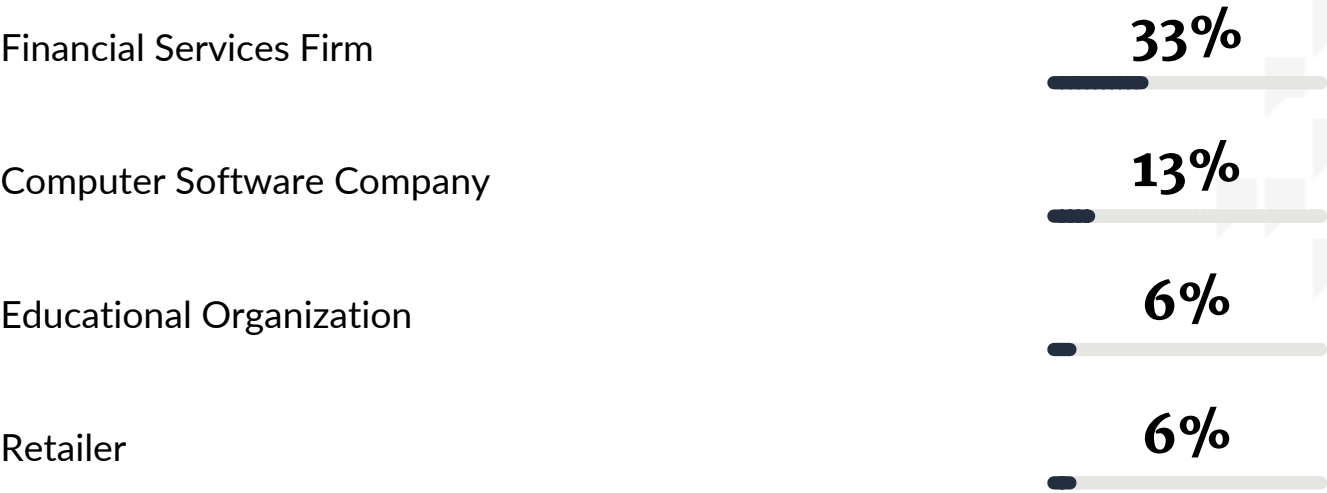 Financial Services Firm 33%
Computer Software Company 13%
Educational Organization 6%
Retailer 6%